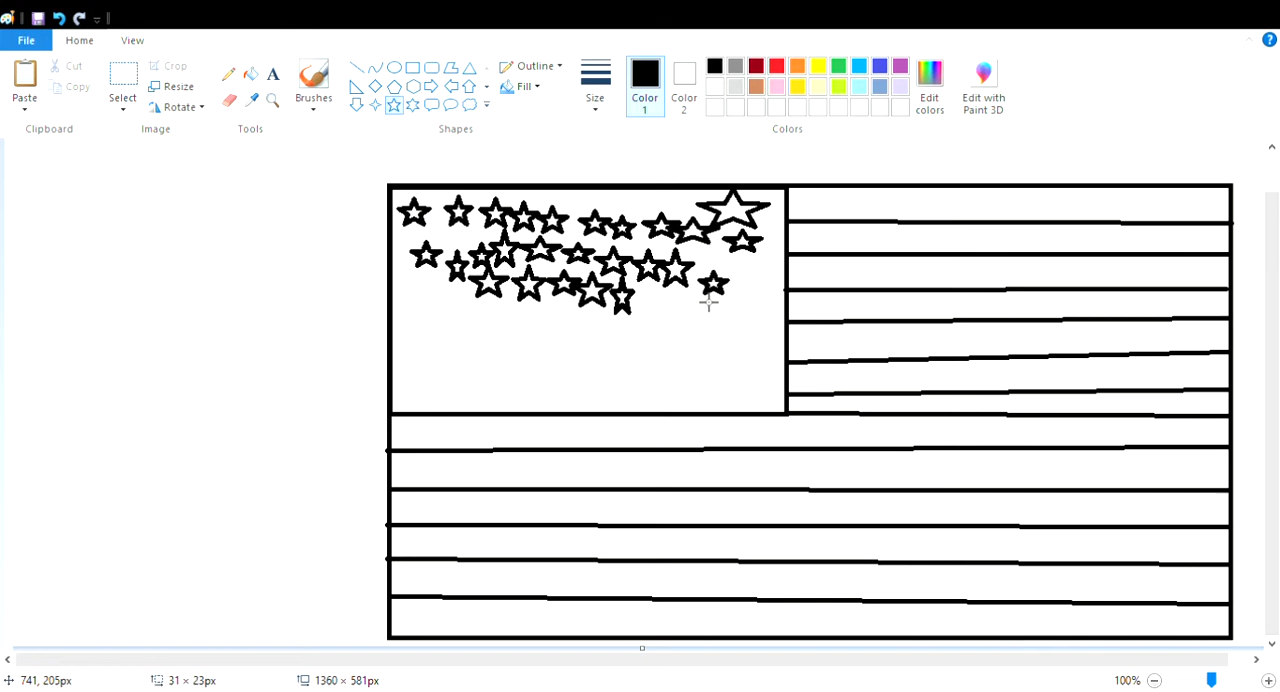 File Home View
Paste Cut Copy
Select Crop Resize Rotate
A
Brushes
Outline Fill
Size
Color 1
Color 2
Edit colors
Edit with Paint 3D
Clipboard Image Tools Shapes Colors
741, 205px 31 × 23px 1360 × 581px 100%